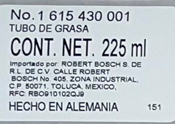 No. 1 615 430 001
TUBO DE GRASA
CONT. NET. 225 ml
Importado por: ROBERT BOSCH S. DE
R.L. DE C.V. CALLE ROBERT
BOSCH No. 405, ZONA INDUSTRIAL,
C.P. 50071, TOLUCA, MEXICO,
RFC: RBO910102QJ9
HECHO EN ALEMANIA 151